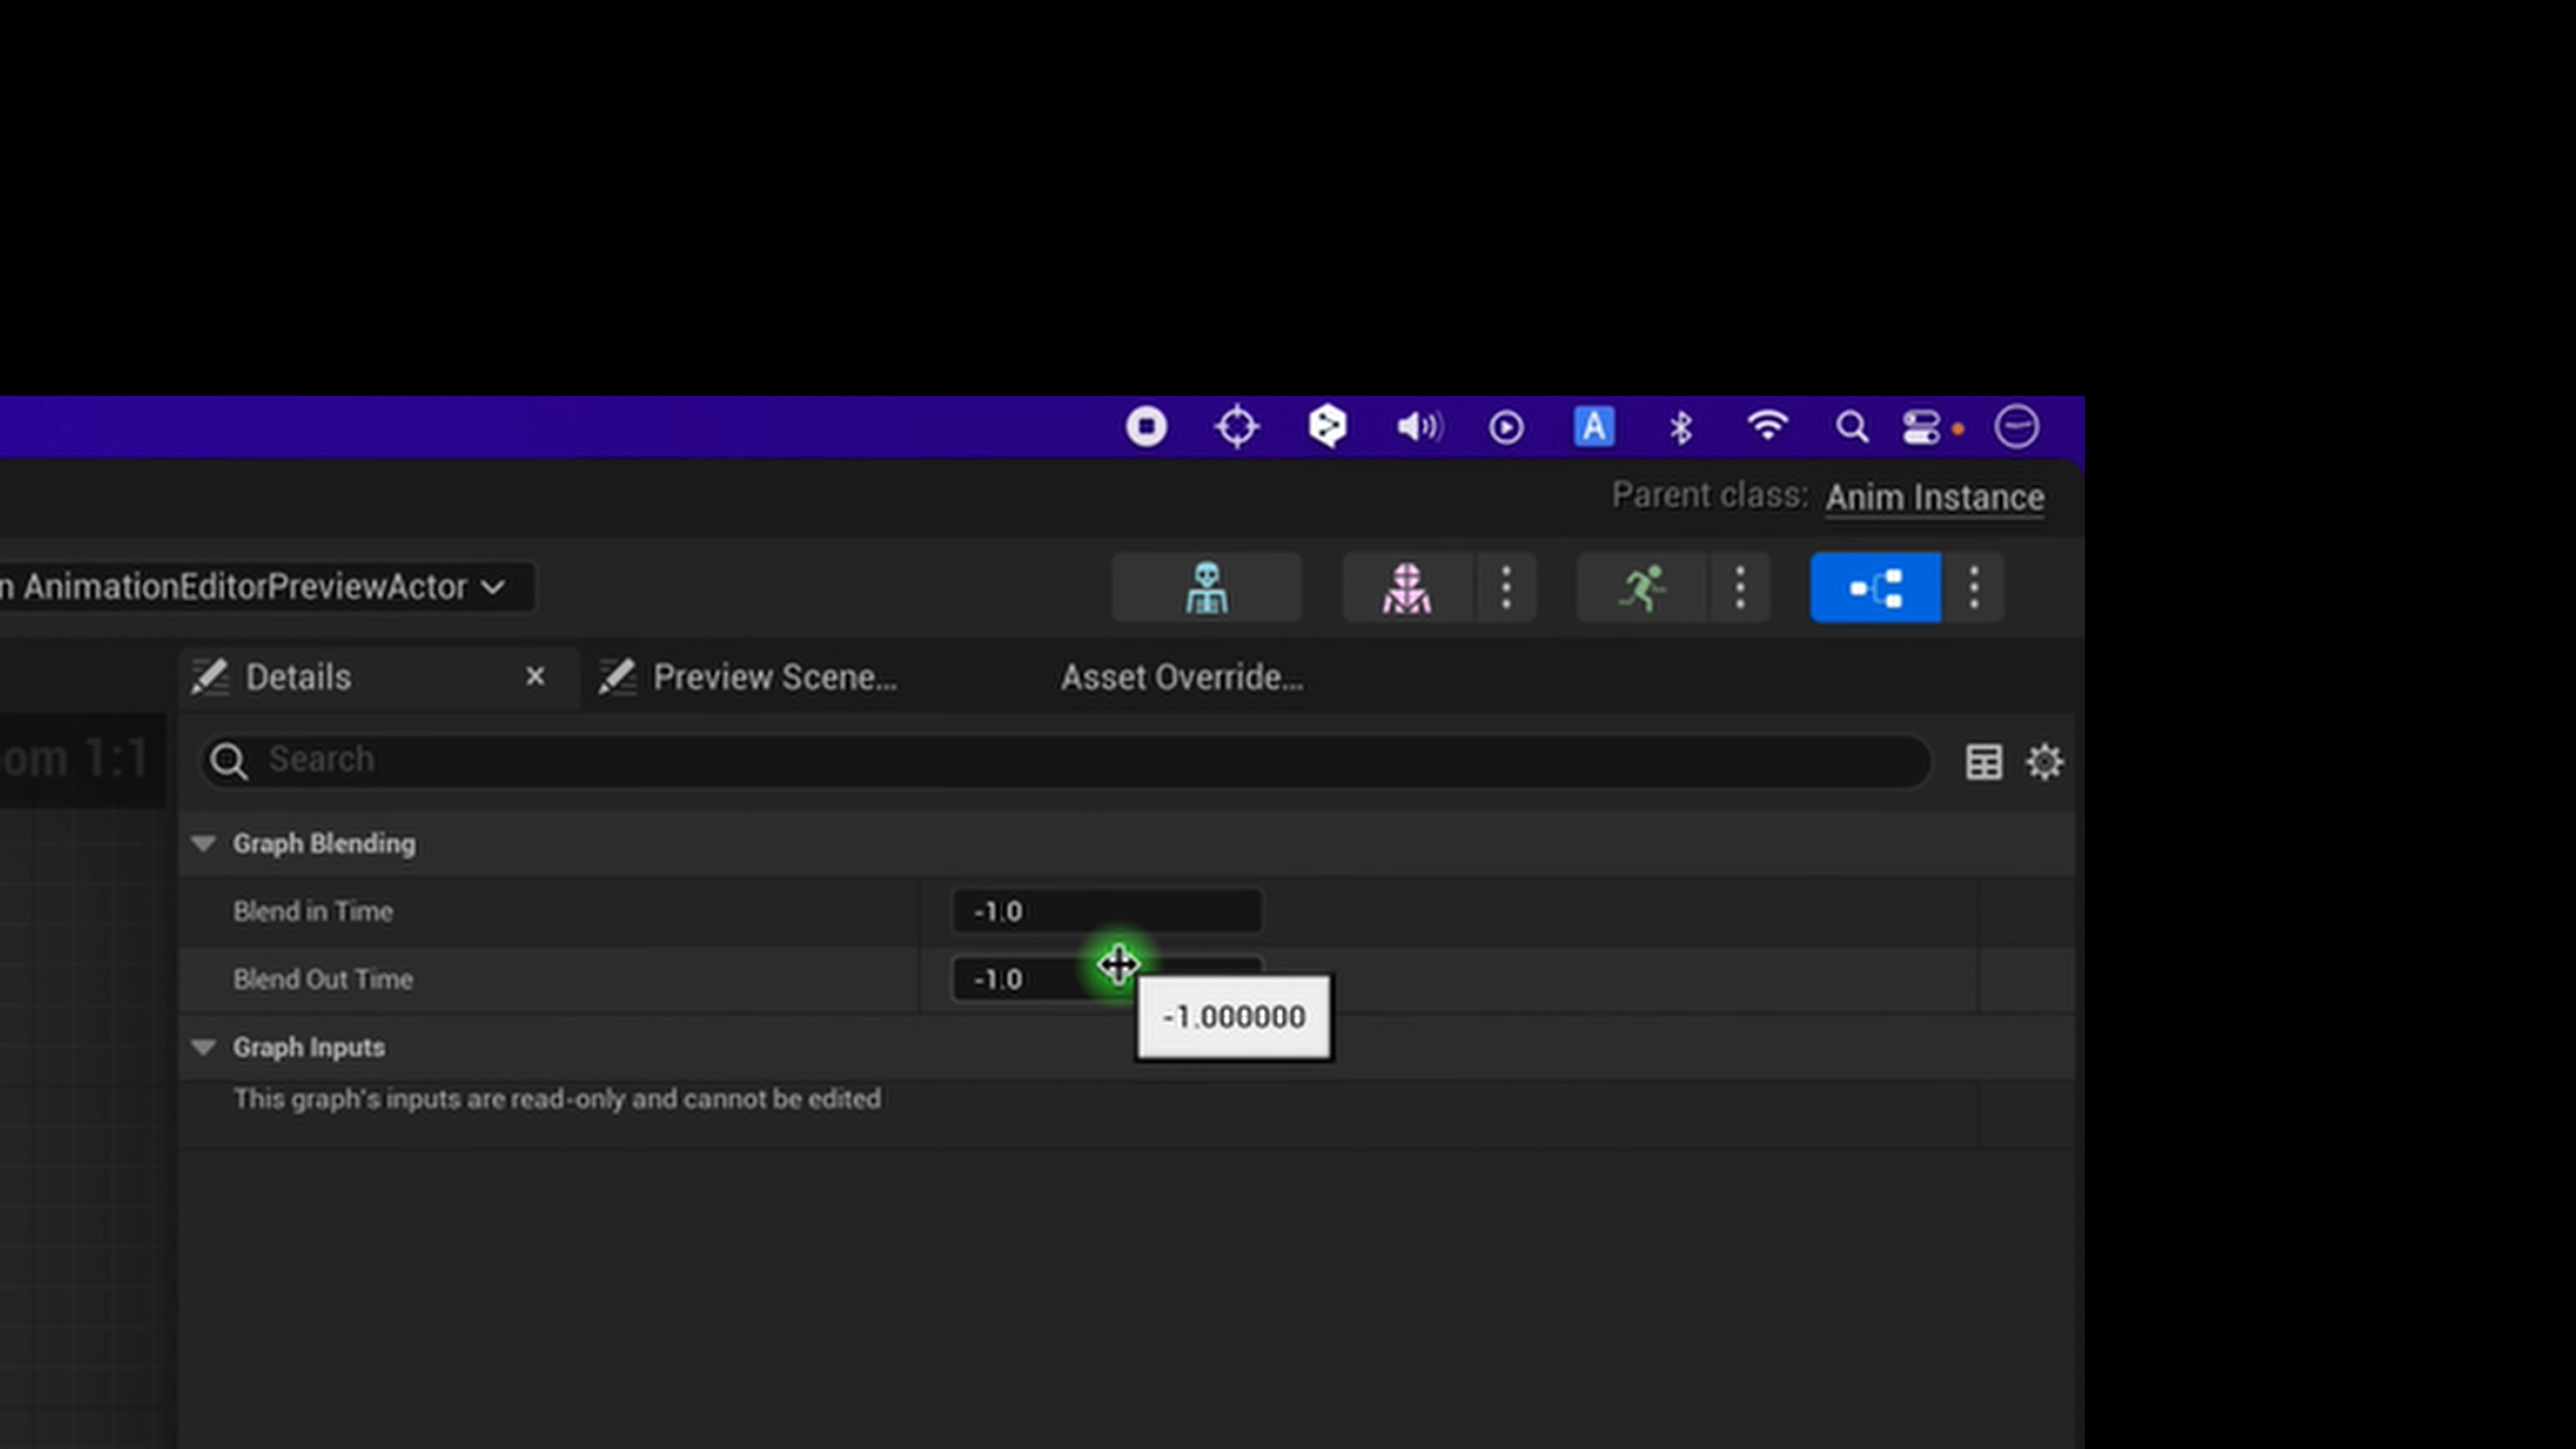 A
Parent class: Anim Instance
n AnimationEditorPreviewActor
Details
Preview Scene...
Asset Override...
om 1:1
Search
Graph Blending
Blend in Time
-1.0
Blend Out Time
-1.0
-1.000000
Graph Inputs
This graph's inputs are read-only and cannot be edited